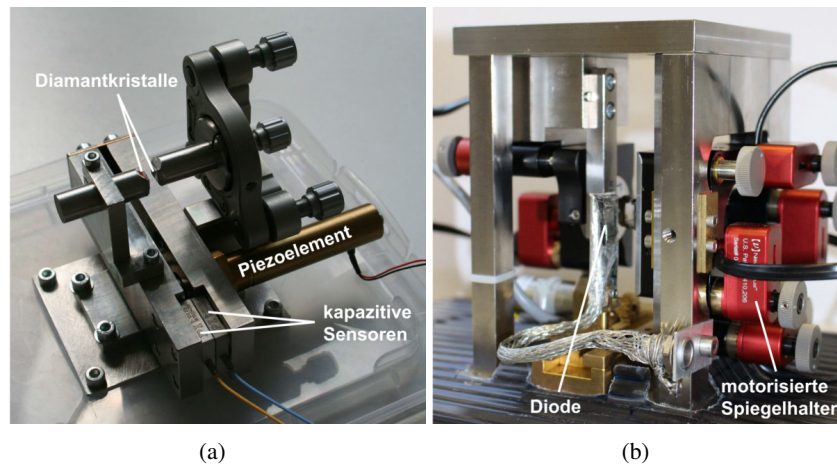 Diamantkristalle
Piezoelement
kapazitive
Sensoren
Diode
motorisierte
Spiegelhalter
(a)
(b)